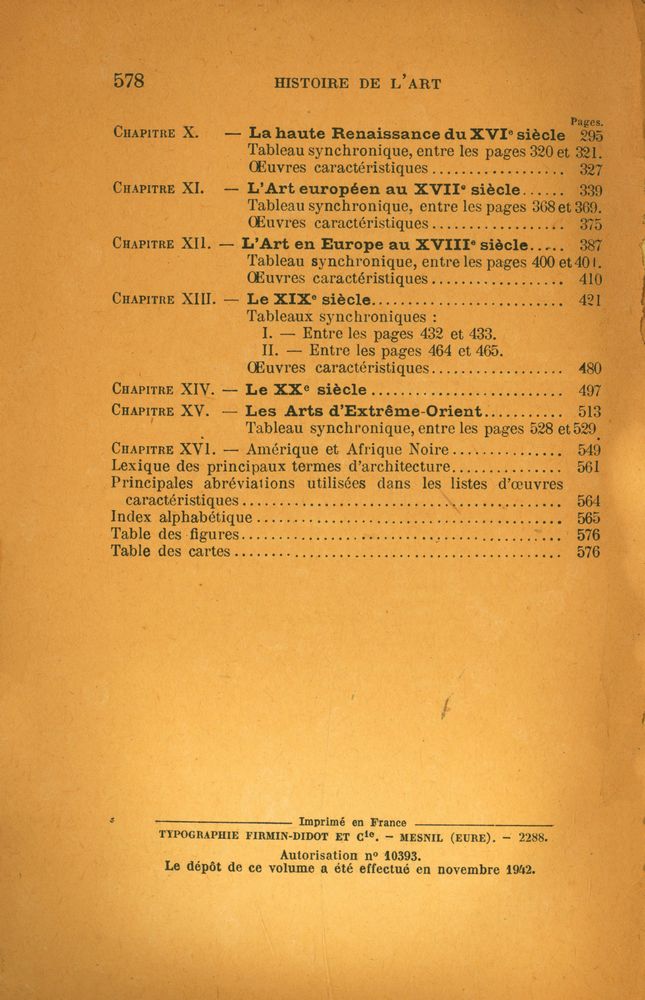 578 HISTOIRE DE L'ART
Pages.
CHAPITRE X. — La haute Renaissance du XVIe siècle 295
Tableau synchronique, entre les pages 320 et 321.
Œuvres caractéristiques.................. 327
CHAPITRE XI. — L'Art européen au XVIIe siècle...... 339
Tableau synchronique, entre les pages 368 et 369.
Œuvres caractéristiques.................. 375
CHAPITRE XII. — L'Art en Europe au XVIIIe siècle..... 387
Tableau synchronique, entre les pages 400 et 401.
Œuvres caractéristiques.................. 410
CHAPITRE XIII. — Le XIXe siècle.......................... 421
Tableaux synchroniques :
I. — Entre les pages 432 et 433.
II. — Entre les pages 464 et 465.
Œuvres caractéristiques.................. 480
CHAPITRE XIV. — Le XXe siècle.......................... 497
CHAPITRE XV. — Les Arts d'Extrême-Orient........... 513
Tableau synchronique, entre les pages 528 et 529
CHAPITRE XVI. — Amérique et Afrique Noire............... 549
Lexique des principaux termes d'architecture............... 561
Principales abréviations utilisées dans les listes d'œuvres
caractéristiques........................................... 564
Index alphabétique......................................... 565
Table des figures........................................... 576
Table des cartes............................................ 576
Imprimé en France
TYPOGRAPHIE FIRMIN-DIDOT ET Cie. — MESNIL (EURE). — 2288.
Autorisation nº 10393.
Le dépôt de ce volume a été effectué en novembre 1942.